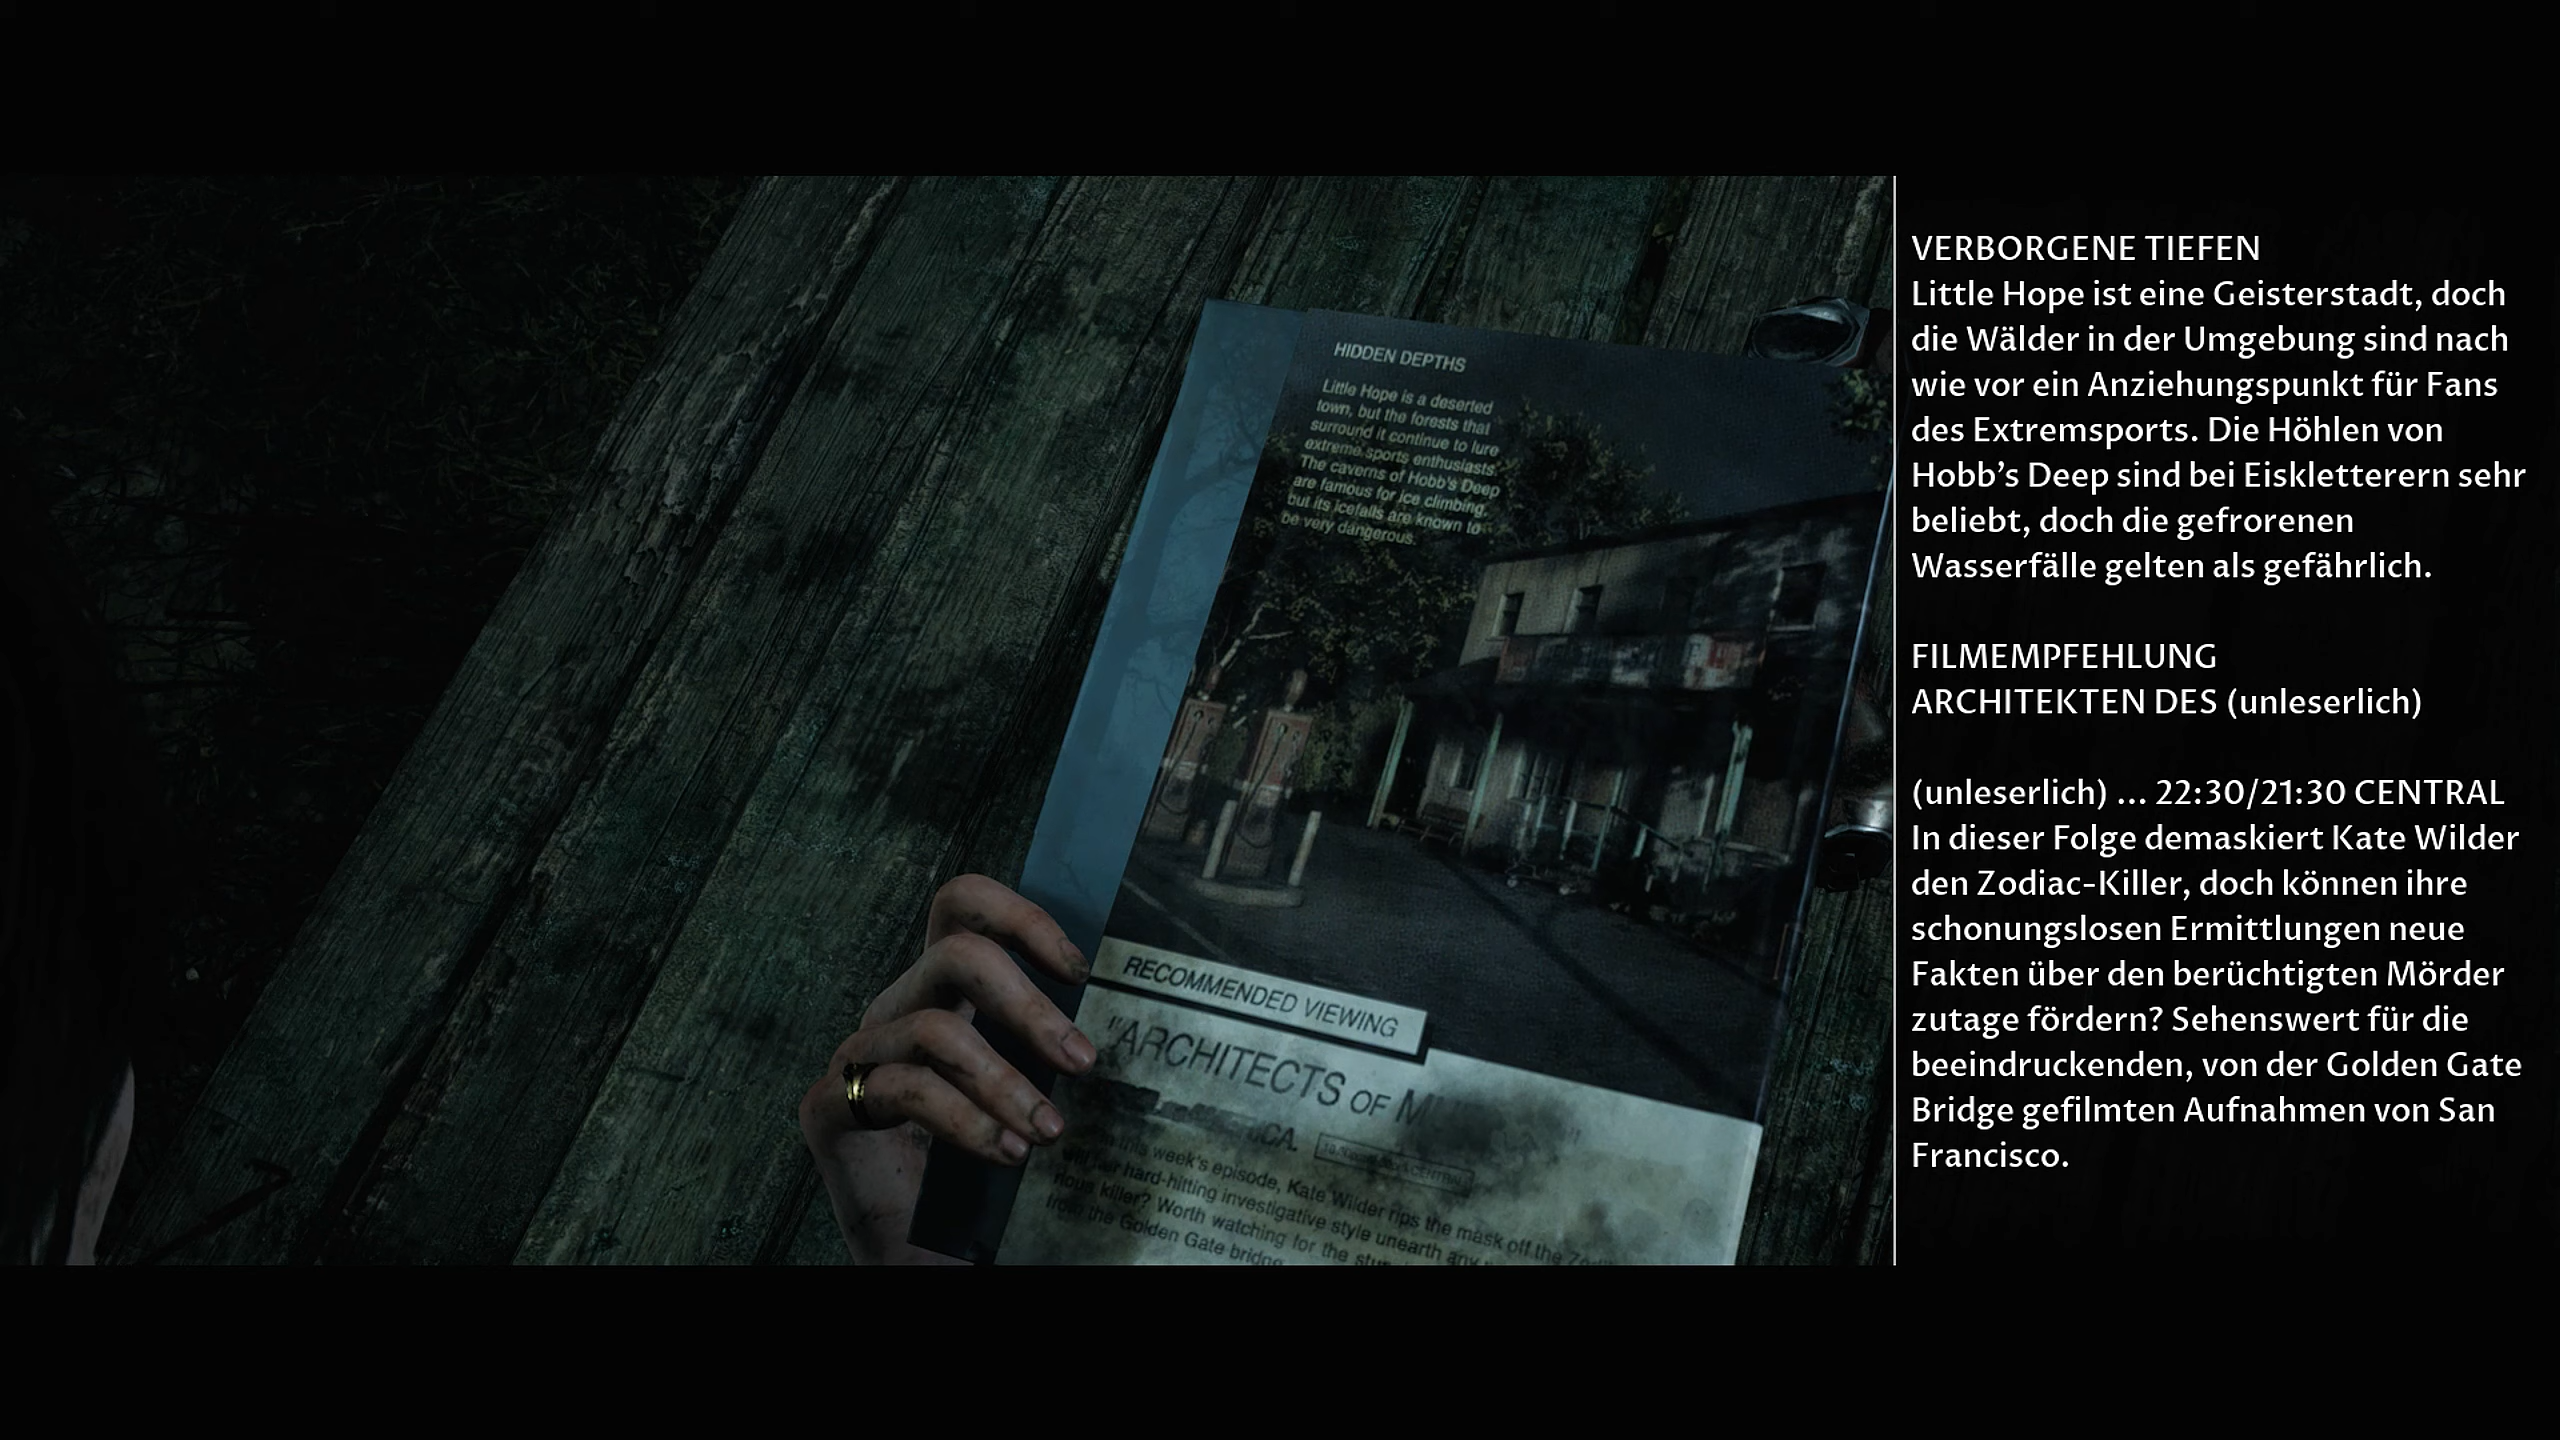 HIDDEN DEPTHS
Little Hope is a deserted
town, but the forests that
surround it continue to lure
extreme sports enthusiasts.
The caverns of Hobb's Deep
are famous for ice climbing,
but its icefalls are known to
be very dangerous.
RECOMMENDED VIEWING
"ARCHITECTS OF
CA.
this week's episode, Kate Wilder rips the mask off the
her hard-hitting investigative style unearth any
killer? Worth watching for the
from the Golden Gate bridge
VERBORGENE TIEFEN
Little Hope ist eine Geisterstadt, doch
die Wälder in der Umgebung sind nach
wie vor ein Anziehungspunkt für Fans
des Extremsports. Die Höhlen von
Hobb's Deep sind bei Eiskletterern sehr
beliebt, doch die gefrorenen
Wasserfälle gelten als gefährlich.
FILMEMPFEHLUNG
ARCHITEKTEN DES (unleserlich)
(unleserlich) ... 22:30/21:30 CENTRAL
In dieser Folge demaskiert Kate Wilder
den Zodiac-Killer, doch können ihre
schonungslosen Ermittlungen neue
Fakten über den berüchtigten Mörder
zutage fördern? Sehenswert für die
beeindruckenden, von der Golden Gate
Bridge gefilmten Aufnahmen von San
Francisco.